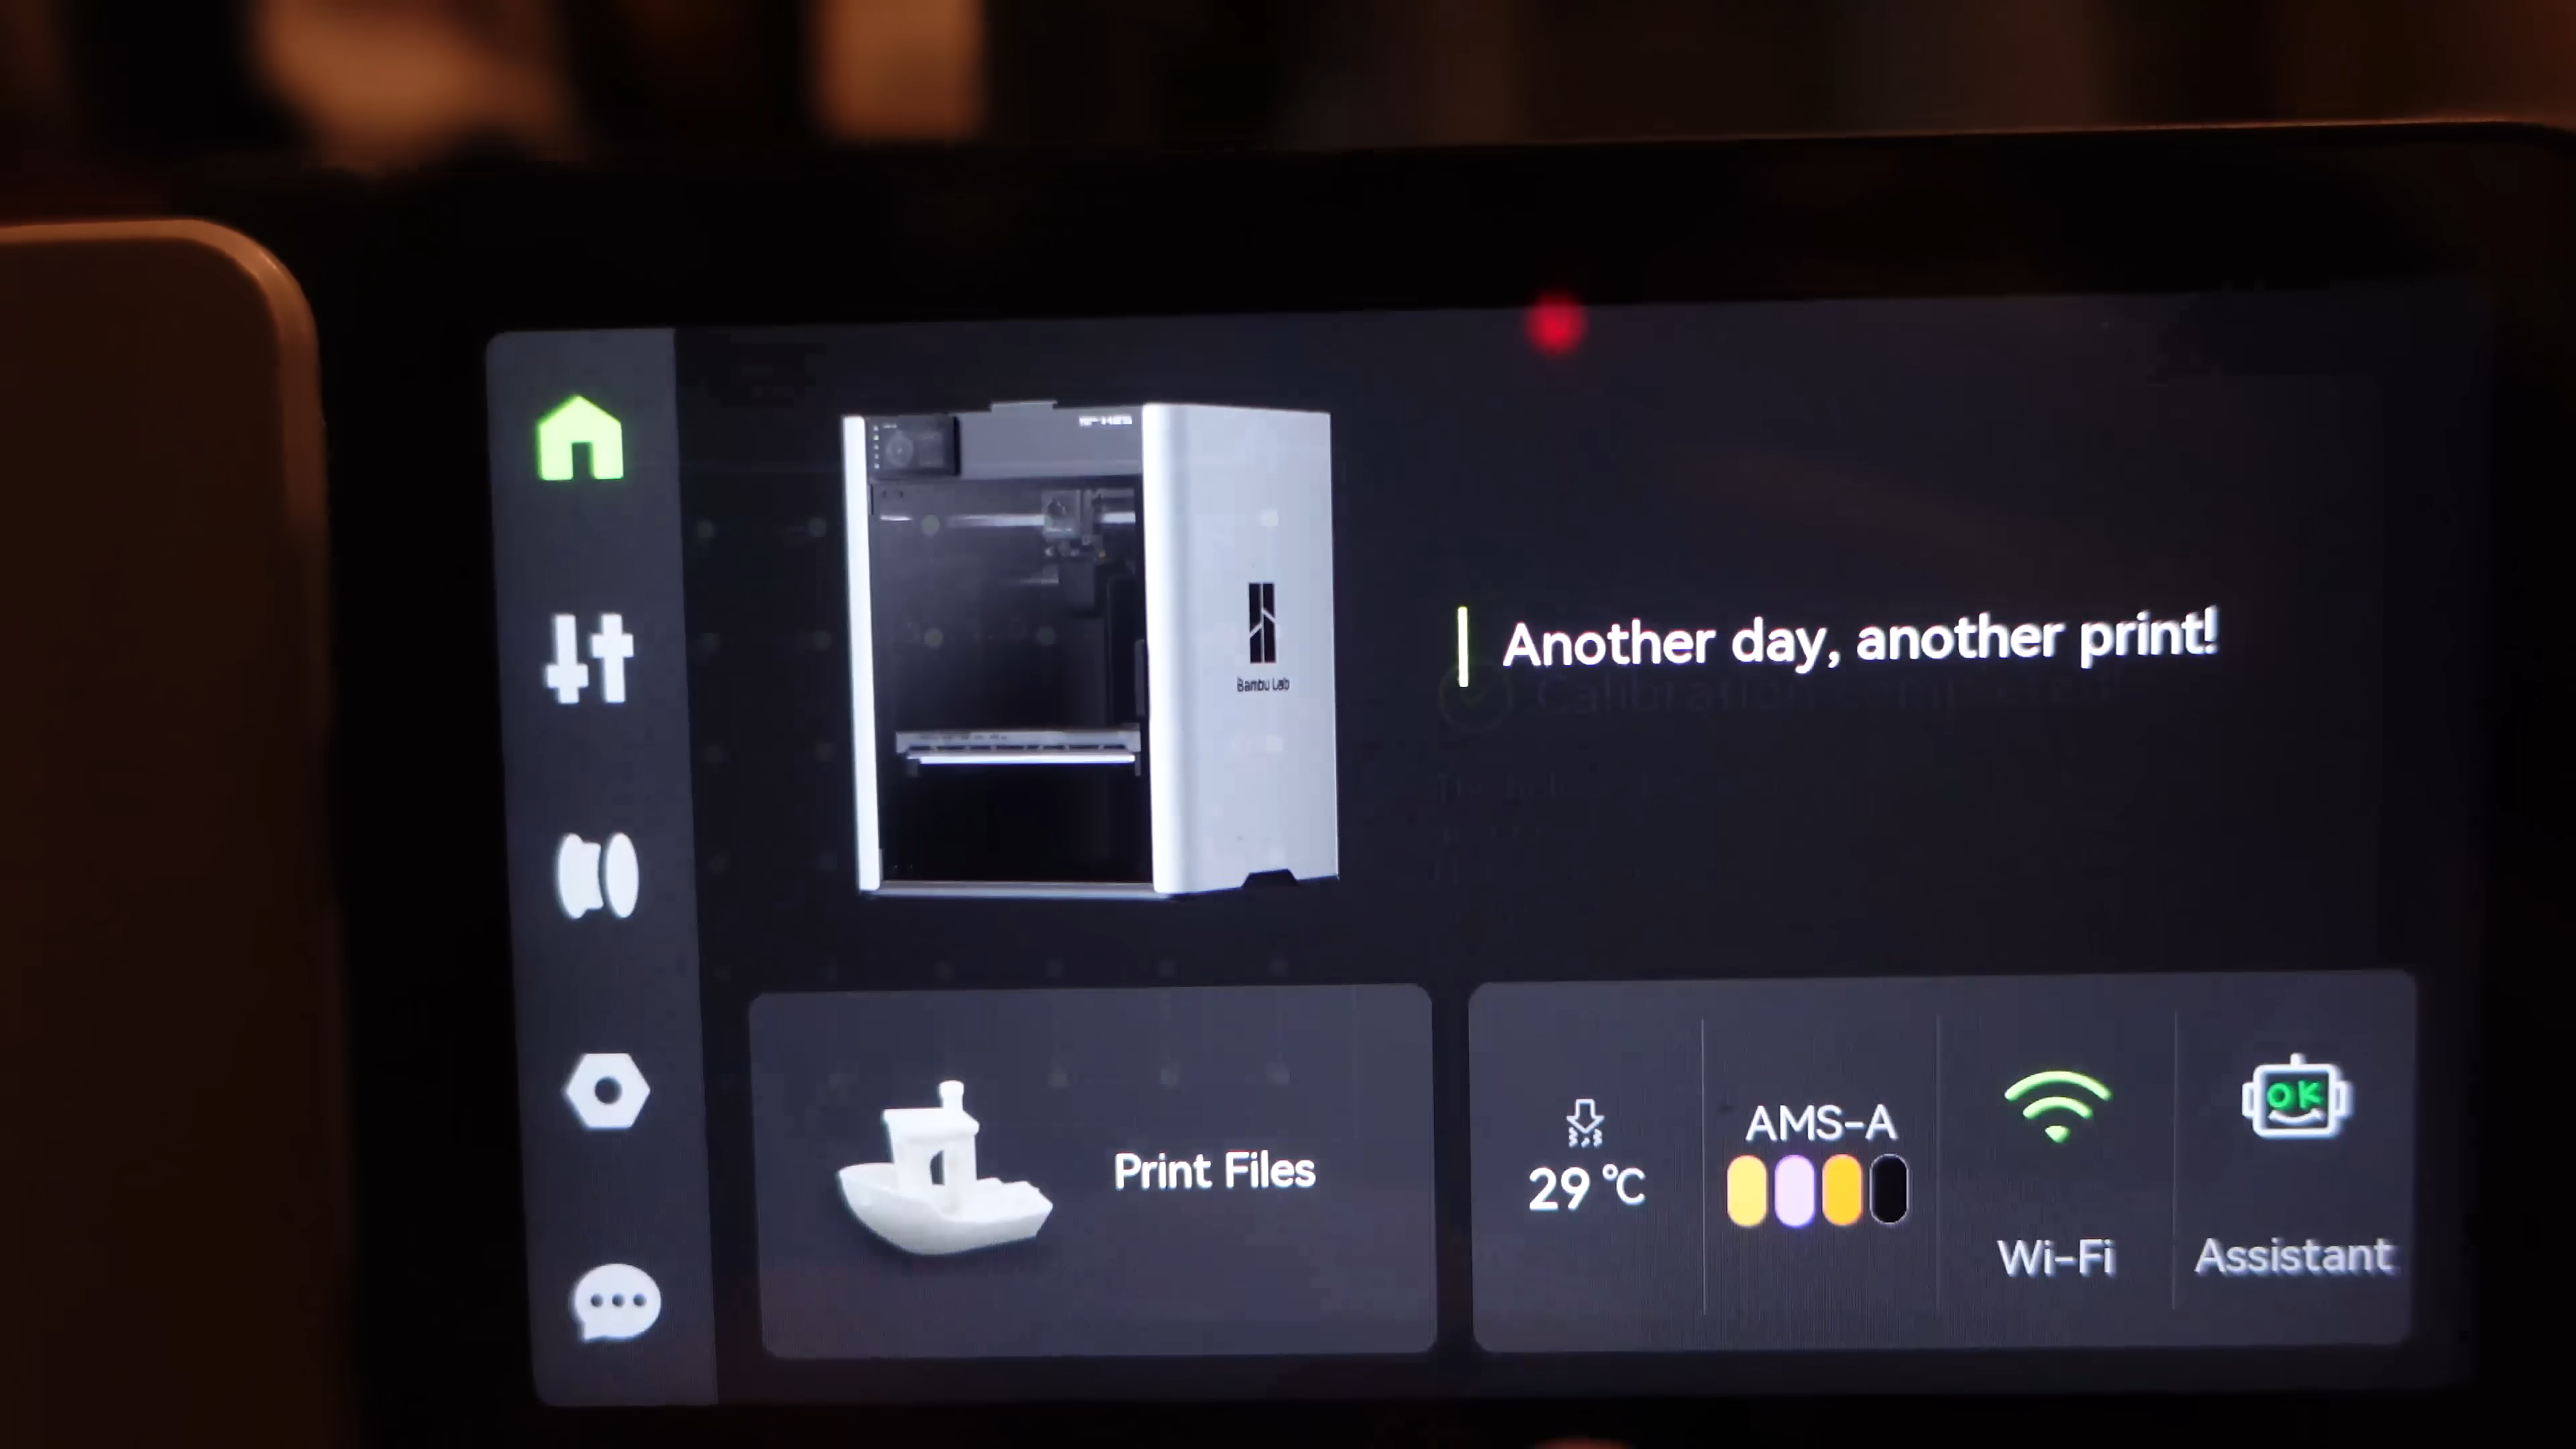 Bambu Lab
Another day, another print!
Print Files
29 °C
AMS-A
Wi-Fi
OK
Assistant